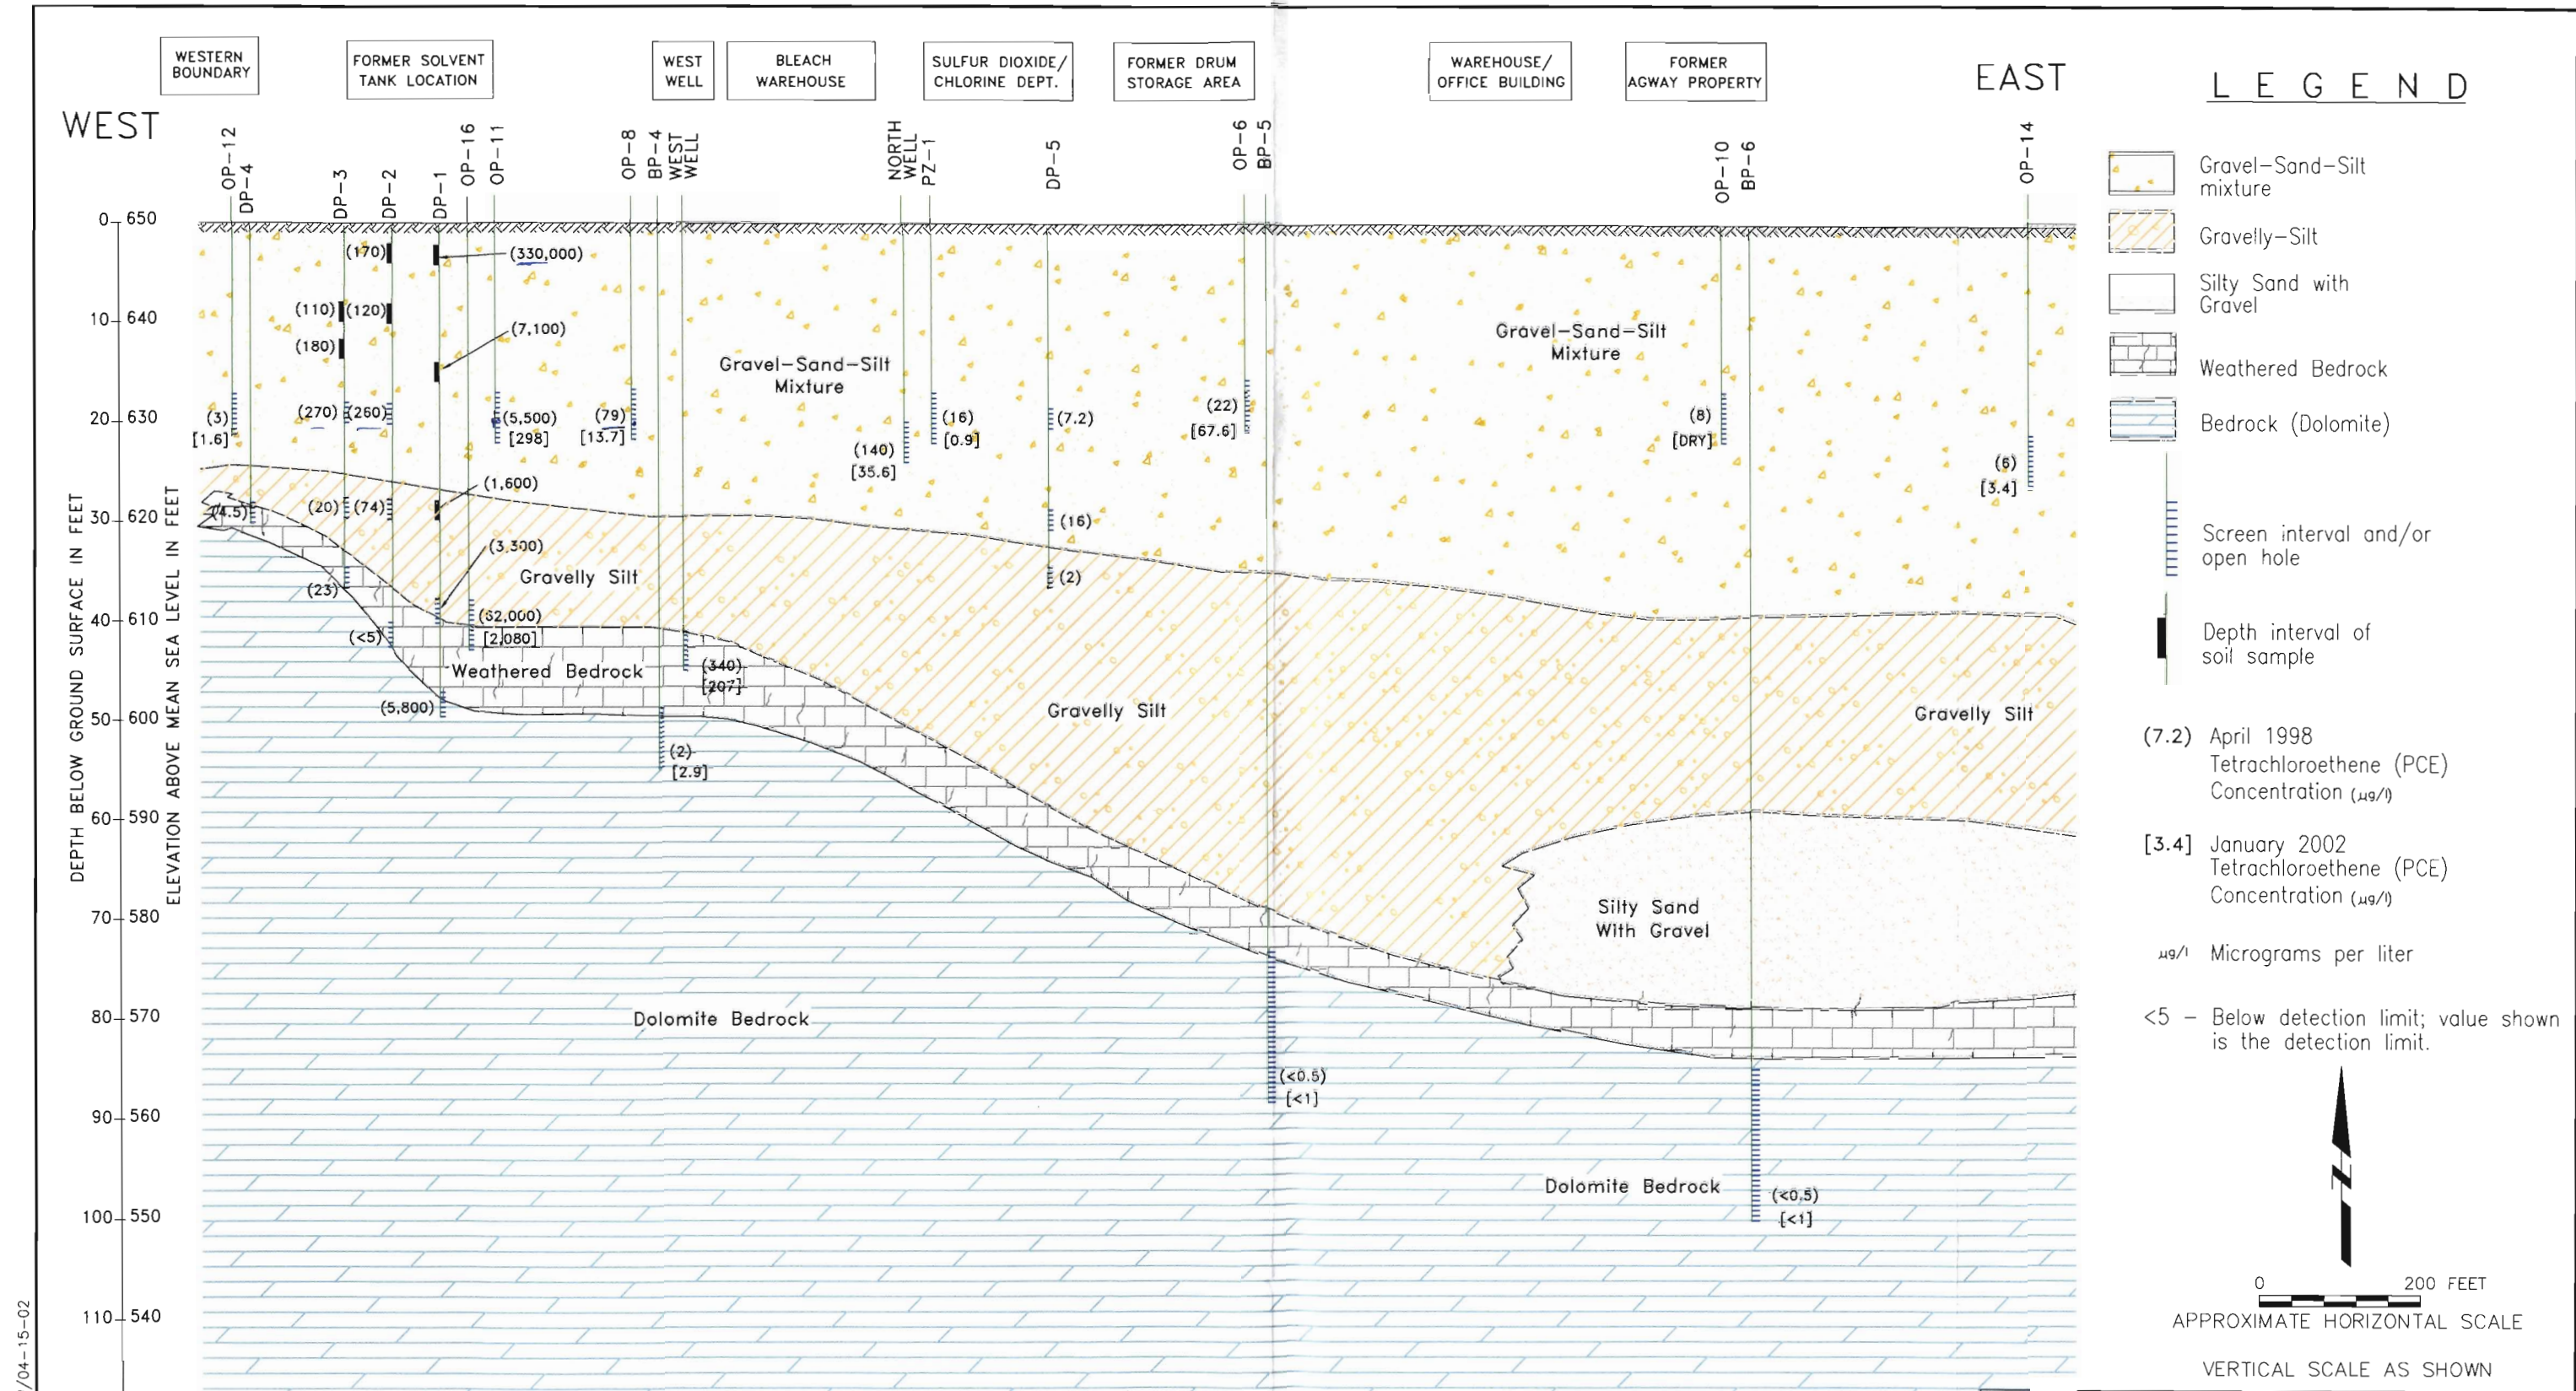 WESTERN
BOUNDARY
FORMER SOLVENT
TANK LOCATION
WEST
WELL
BLEACH
WAREHOUSE
SULFUR DIOXIDE/
CHLORINE DEPT.
FORMER DRUM
STORAGE AREA
WAREHOUSE/
OFFICE BUILDING
FORMER
AGWAY PROPERTY
WEST
EAST
OP-12
DP-4
DP-3
DP-2
DP-1
OP-16
OP-11
OP-8
BP-4
WEST
WELL
NORTH
WELL
PZ-1
DP-5
OP-6
BP-5
OP-10
BP-6
OP-14
0 650
10 640
20 630
30 620
40 610
50 600
60 590
70 580
80 570
90 560
100 550
110 540
DEPTH BELOW GROUND SURFACE IN FEET
ELEVATION ABOVE MEAN SEA LEVEL IN FEET
(170)
(330,000)
(110) (120)
(7,100)
(180)
(3)
[1.6]
(270) (260)
(5,500)
[298]
(79)
[13.7]
(140)
[35.6]
(16)
[0.9]
(7.2)
(22)
[67.6]
(8)
[DRY]
(6)
[3.4]
Gravel-Sand-Silt
Mixture
Gravel-Sand-Silt
Mixture
(1,600)
(4.5)
(20) (74)
(16)
(3,300)
(23)
Gravelly Silt
(2)
(<5)
(62,000)
[2,080]
Weathered Bedrock
(340)
[207]
(5,800)
(2)
[2.9]
Gravelly Silt
Gravelly Silt
Silty Sand
With Gravel
Dolomite Bedrock
(<0.5)
[<1]
Dolomite Bedrock
(<0.5)
[<1]
/04-15-02
LEGEND
Gravel-Sand-Silt
mixture
Gravelly-Silt
Silty Sand with
Gravel
Weathered Bedrock
Bedrock (Dolomite)
Screen interval and/or
open hole
Depth interval of
soil sample
(7.2) April 1998
Tetrachloroethene (PCE)
Concentration (µg/l)
[3.4] January 2002
Tetrachloroethene (PCE)
Concentration (µg/l)
µg/l Micrograms per liter
<5 - Below detection limit; value shown
is the detection limit.
N
0 200 FEET
APPROXIMATE HORIZONTAL SCALE
VERTICAL SCALE AS SHOWN